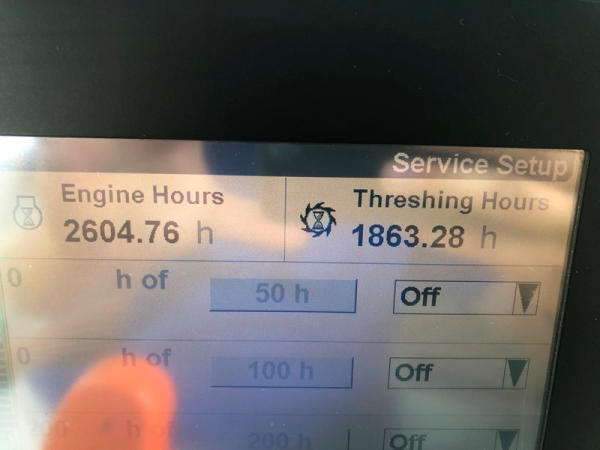 Service Setup
Engine Hours
2604.76 h
Threshing Hours
1863.28 h
0 h of 50 h Off
0 h of 100 h Off
h of 200 h Off